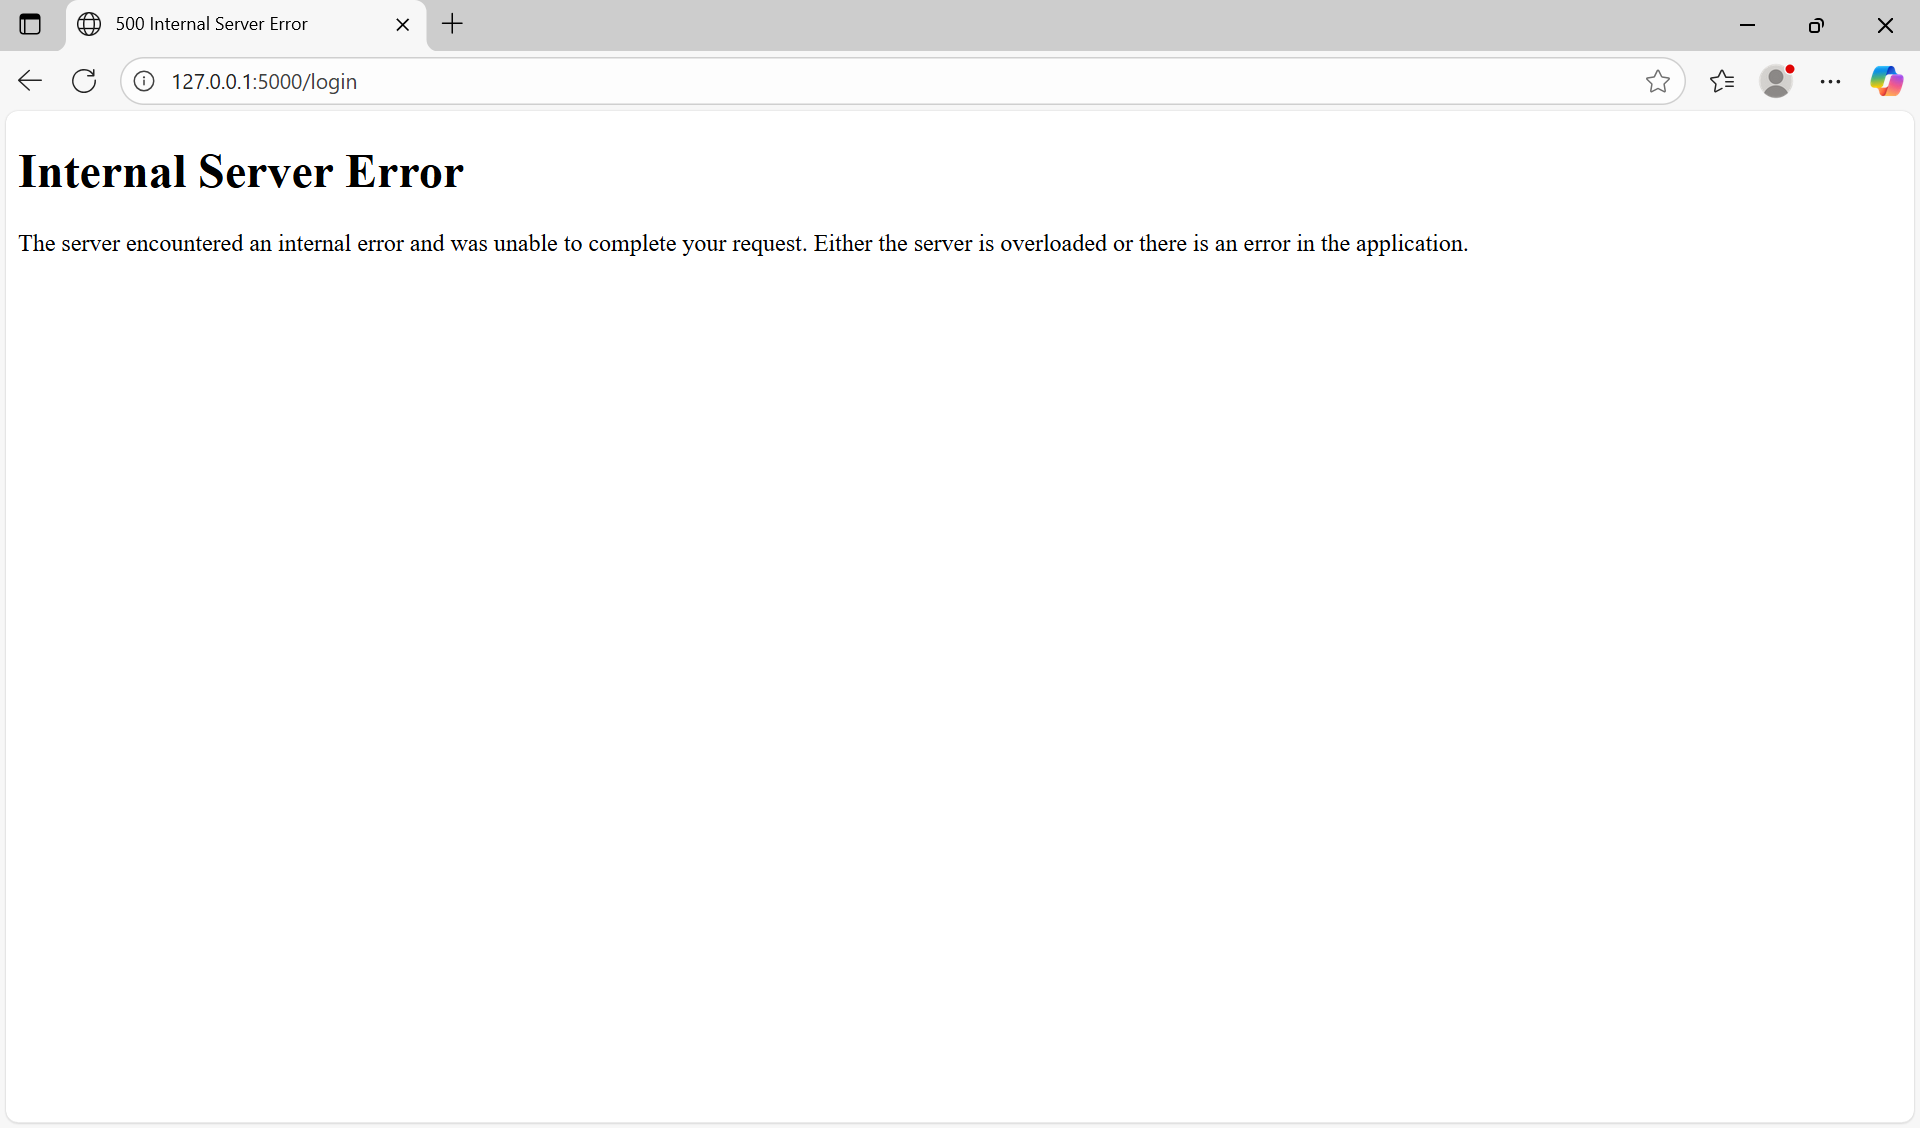 500 Internal Server Error
127.0.0.1:5000/login
Internal Server Error
The server encountered an internal error and was unable to complete your request. Either the server is overloaded or there is an error in the application.